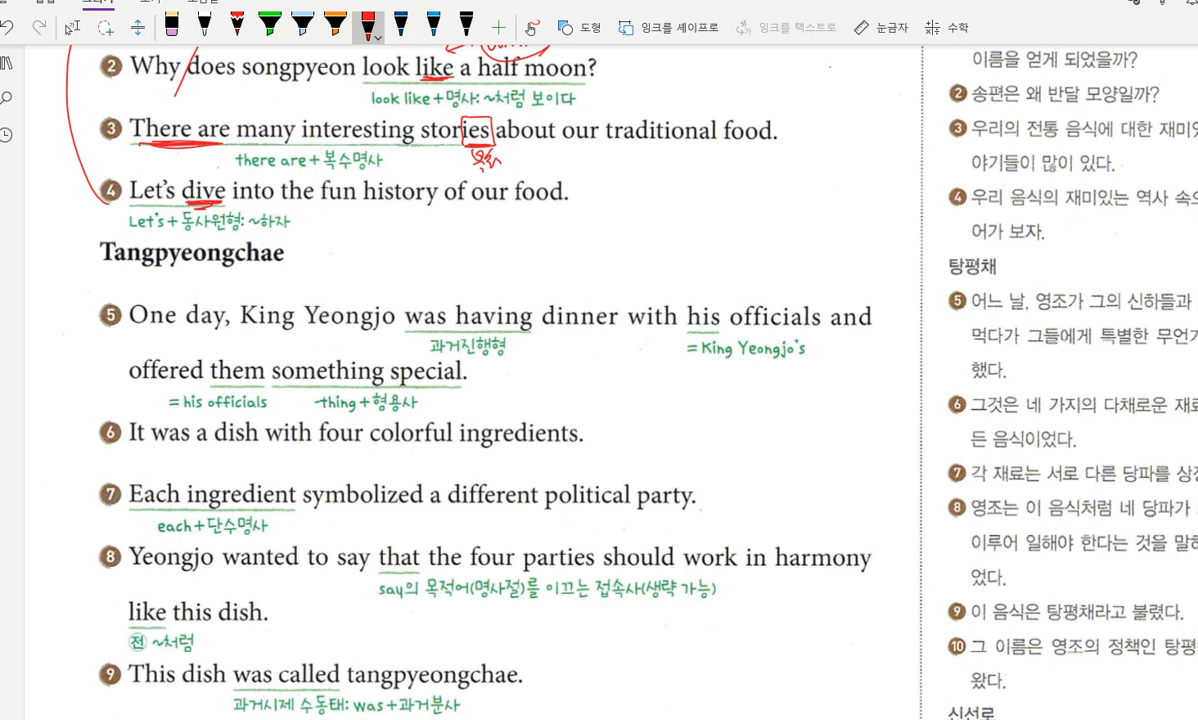 도형
잉크를 셰이프로
잉크를 텍스트로
눈금자
수학
② Why does songpyeon look like a half moon?
look like+명사: ~처럼 보이다
③ There are many interesting stories about our traditional food.
there are+복수명사
④ Let's dive into the fun history of our food.
Let's+동사원형: ~하자
Tangpyeongchae
⑤ One day, King Yeongjo was having dinner with his officials and
과거진행형
= King Yeongjo's
offered them something special.
= his officials
-thing+형용사
⑥ It was a dish with four colorful ingredients.
⑦ Each ingredient symbolized a different political party.
each+단수명사
⑧ Yeongjo wanted to say that the four parties should work in harmony
say의 목적어(명사절)를 이끄는 접속사(생략 가능)
like this dish.
전 ~처럼
⑨ This dish was called tangpyeongchae.
과거시제 수동태: was+과거분사
이름을 얻게 되었을까?
② 송편은 왜 반달 모양일까?
③ 우리의 전통 음식에 대한 재미있
야기들이 많이 있다.
④ 우리 음식의 재미있는 역사 속으
어가 보자.
탕평채
⑤ 어느 날, 영조가 그의 신하들과
먹다가 그들에게 특별한 무언가
했다.
⑥ 그것은 네 가지의 다채로운 재료
든 음식이었다.
⑦ 각 재료는 서로 다른 당파를 상징
⑧ 영조는 이 음식처럼 네 당파가
이루어 일해야 한다는 것을 말하
었다.
⑨ 이 음식은 탕평채라고 불렸다.
⑩ 그 이름은 영조의 정책인 탕평
왔다.
신선로